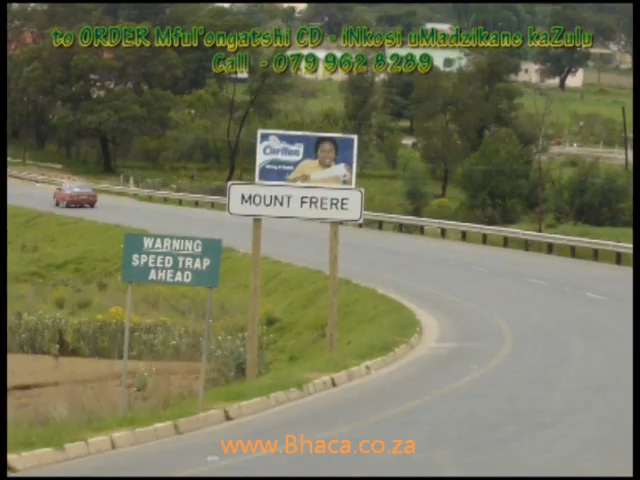 to ORDER Mful'ongatshi CD - iNkosi uMadzikane kaZulu
Call - 079 962 8289
Carlton
MOUNT FRERE
WARNING
SPEED TRAP
AHEAD
www.Bhaca.co.za